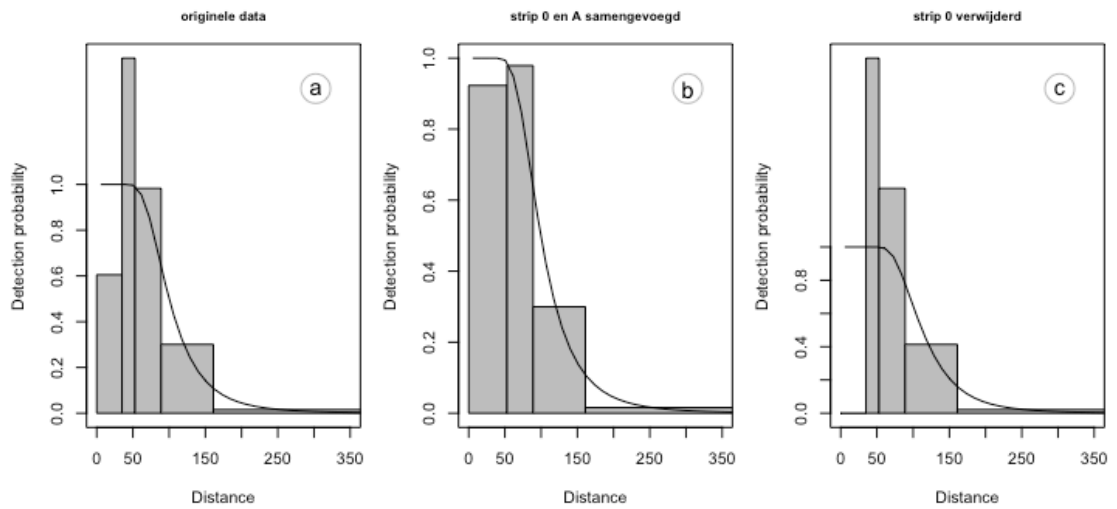 originele data
a
Detection probability
1.0
0.8
0.6
0.4
0.2
0.0
0 50 150 250 350
Distance
strip 0 en A samengevoegd
b
Detection probability
1.0
0.8
0.6
0.4
0.2
0.0
0 50 150 250 350
Distance
strip 0 verwijderd
c
Detection probability
0.8
0.4
0.0
0 50 150 250 350
Distance